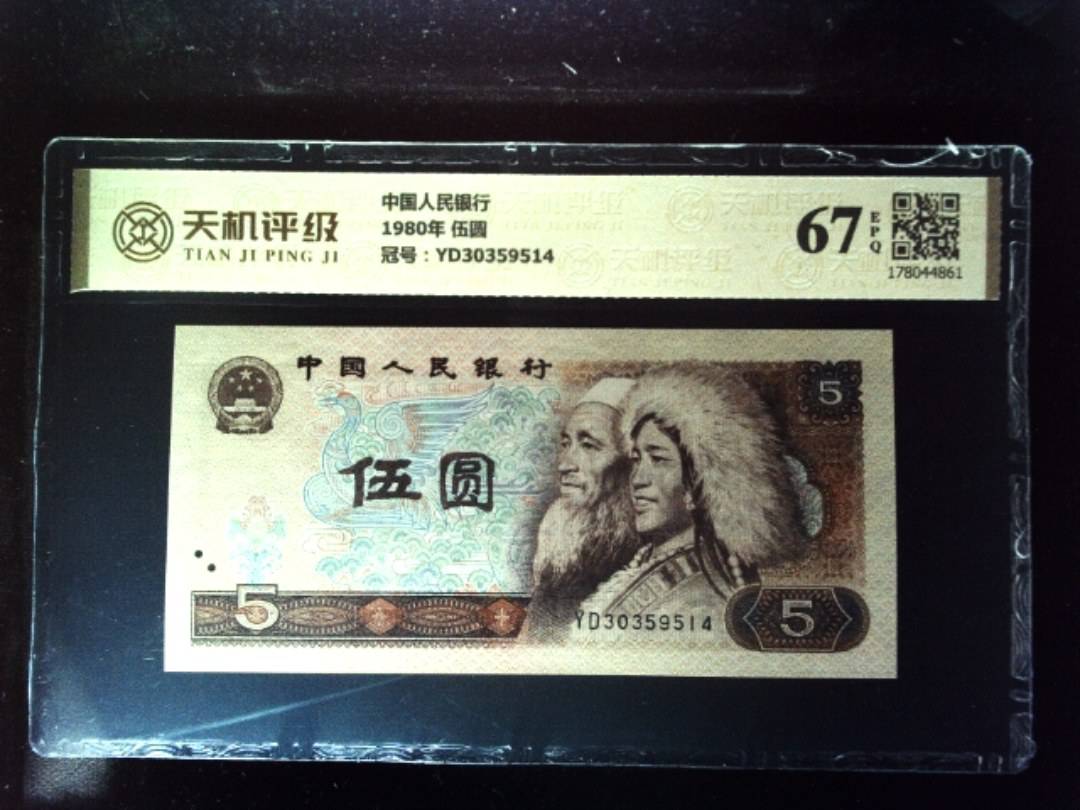 天机评级
TIAN JI PING JI
中国人民银行
1980年 伍圆
冠号：YD30359514
67
EPQ
178044861
中国人民银行
5
伍圆
5
YD30359514
5